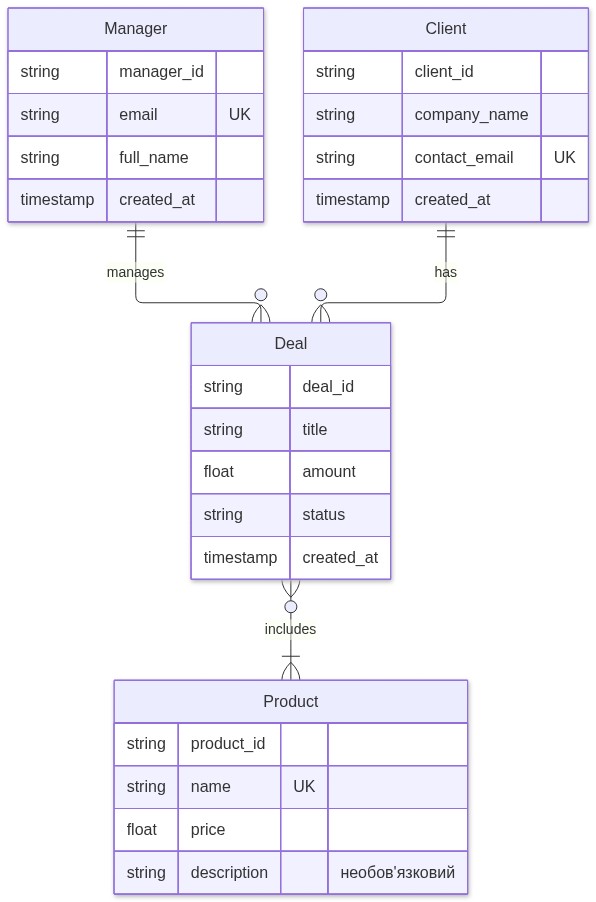 Manager
string manager_id
string email UK
string full_name
timestamp created_at
Client
string client_id
string company_name
string contact_email UK
timestamp created_at
manages
has
Deal
string deal_id
string title
float amount
string status
timestamp created_at
includes
Product
string product_id
string name UK
float price
string description необов'язковий